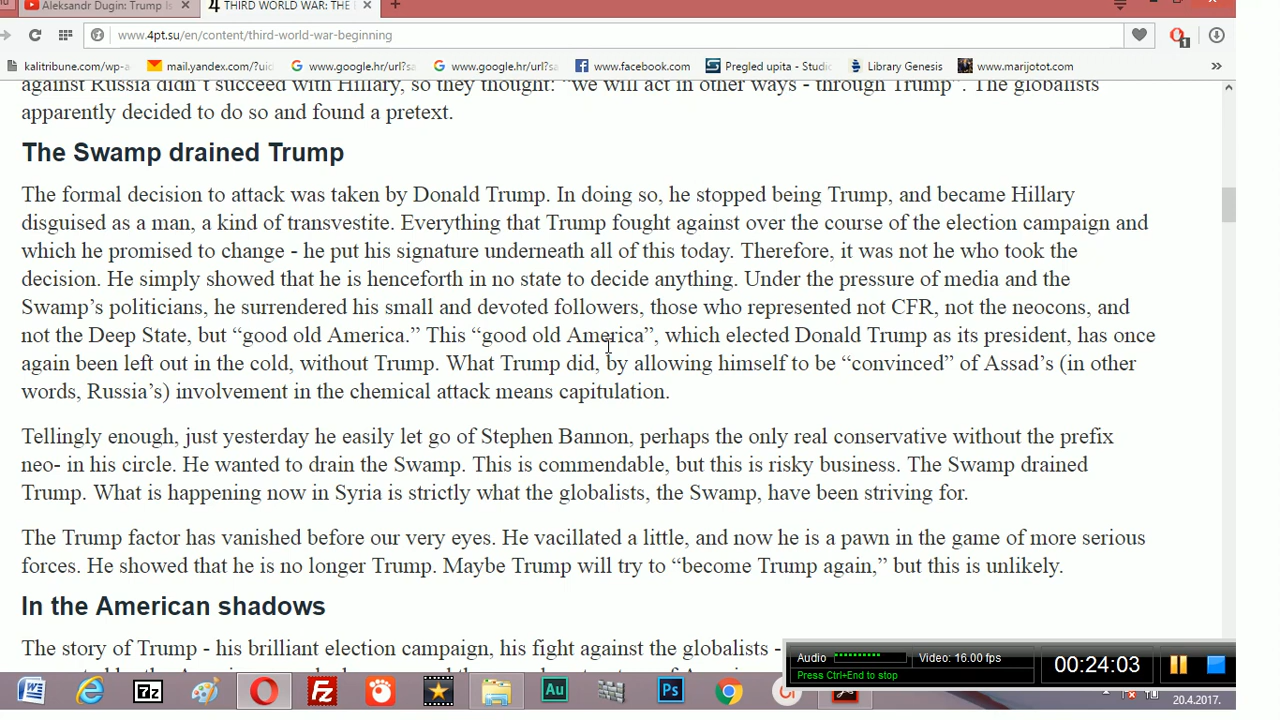 Aleksandr Dugin: Trump Is
THIRD WORLD WAR: THE
www.4pt.su/en/content/third-world-war-beginning
1
kalitribune.com/wp-a
mail.yandex.com/?uid
www.google.hr/url?sa
www.google.hr/url?sa
www.facebook.com
Pregled upita - Studio
Library Genesis
www.marijotot.com
against Russia didn't succeed with Hillary, so they thought: “we will act in other ways - through Trump”. The globalists
apparently decided to do so and found a pretext.
The Swamp drained Trump
The formal decision to attack was taken by Donald Trump. In doing so, he stopped being Trump, and became Hillary
disguised as a man, a kind of transvestite. Everything that Trump fought against over the course of the election campaign and
which he promised to change - he put his signature underneath all of this today. Therefore, it was not he who took the
decision. He simply showed that he is henceforth in no state to decide anything. Under the pressure of media and the
Swamp’s politicians, he surrendered his small and devoted followers, those who represented not CFR, not the neocons, and
not the Deep State, but “good old America.” This “good old America”, which elected Donald Trump as its president, has once
again been left out in the cold, without Trump. What Trump did, by allowing himself to be “convinced” of Assad’s (in other
words, Russia’s) involvement in the chemical attack means capitulation.
Tellingly enough, just yesterday he easily let go of Stephen Bannon, perhaps the only real conservative without the prefix
neo- in his circle. He wanted to drain the Swamp. This is commendable, but this is risky business. The Swamp drained
Trump. What is happening now in Syria is strictly what the globalists, the Swamp, have been striving for.
The Trump factor has vanished before our very eyes. He vacillated a little, and now he is a pawn in the game of more serious
forces. He showed that he is no longer Trump. Maybe Trump will try to “become Trump again,” but this is unlikely.
In the American shadows
The story of Trump - his brilliant election campaign, his fight against the globalists -
Audio
Video: 16.00 fps
Press Ctrl+End to stop
00:24:03
7z
Au
Ps
20.4.2017.